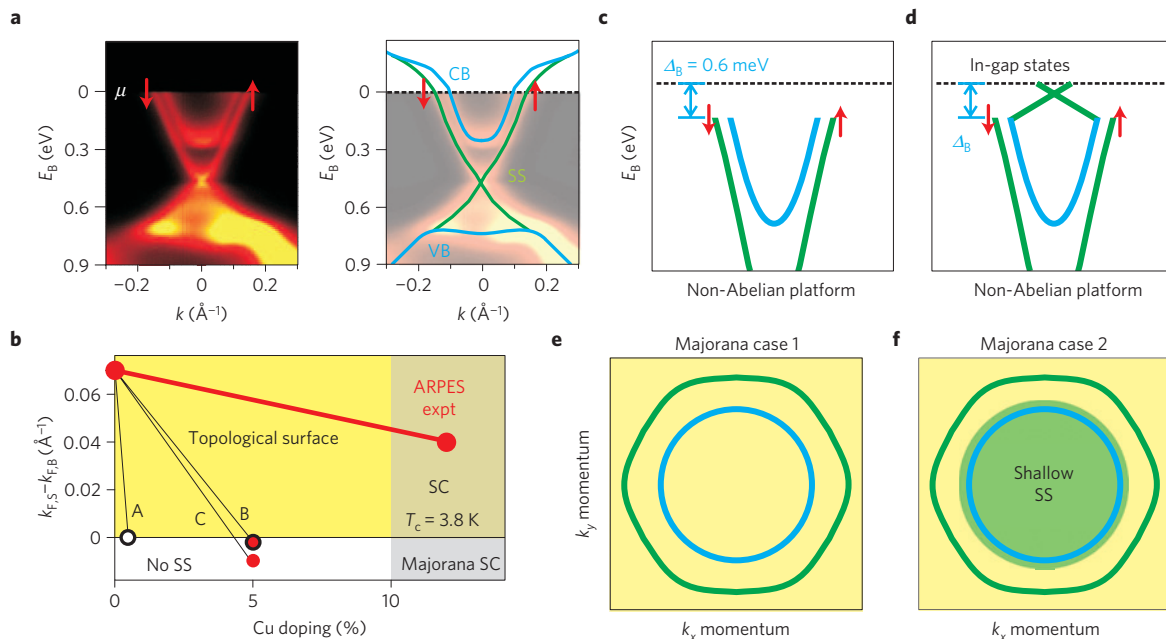 a
μ
0
0.3
0.6
0.9
E_B (eV)
−0.2
0
0.2
k (Å⁻¹)
CB
SS
VB
0
0.3
0.6
0.9
E_B (eV)
−0.2
0
0.2
k (Å⁻¹)
c
Δ_B = 0.6 meV
Δ_B
E_B (eV)
Non-Abelian platform
d
In-gap states
Non-Abelian platform
b
0.06
0.04
0.02
0
k_F,S–k_F,B (Å⁻¹)
ARPES
expt
Topological surface
SC
T_c = 3.8 K
A
C
B
No SS
Majorana SC
0
5
10
Cu doping (%)
e
Majorana case 1
k_y momentum
k_x momentum
f
Majorana case 2
Shallow
SS
k_x momentum